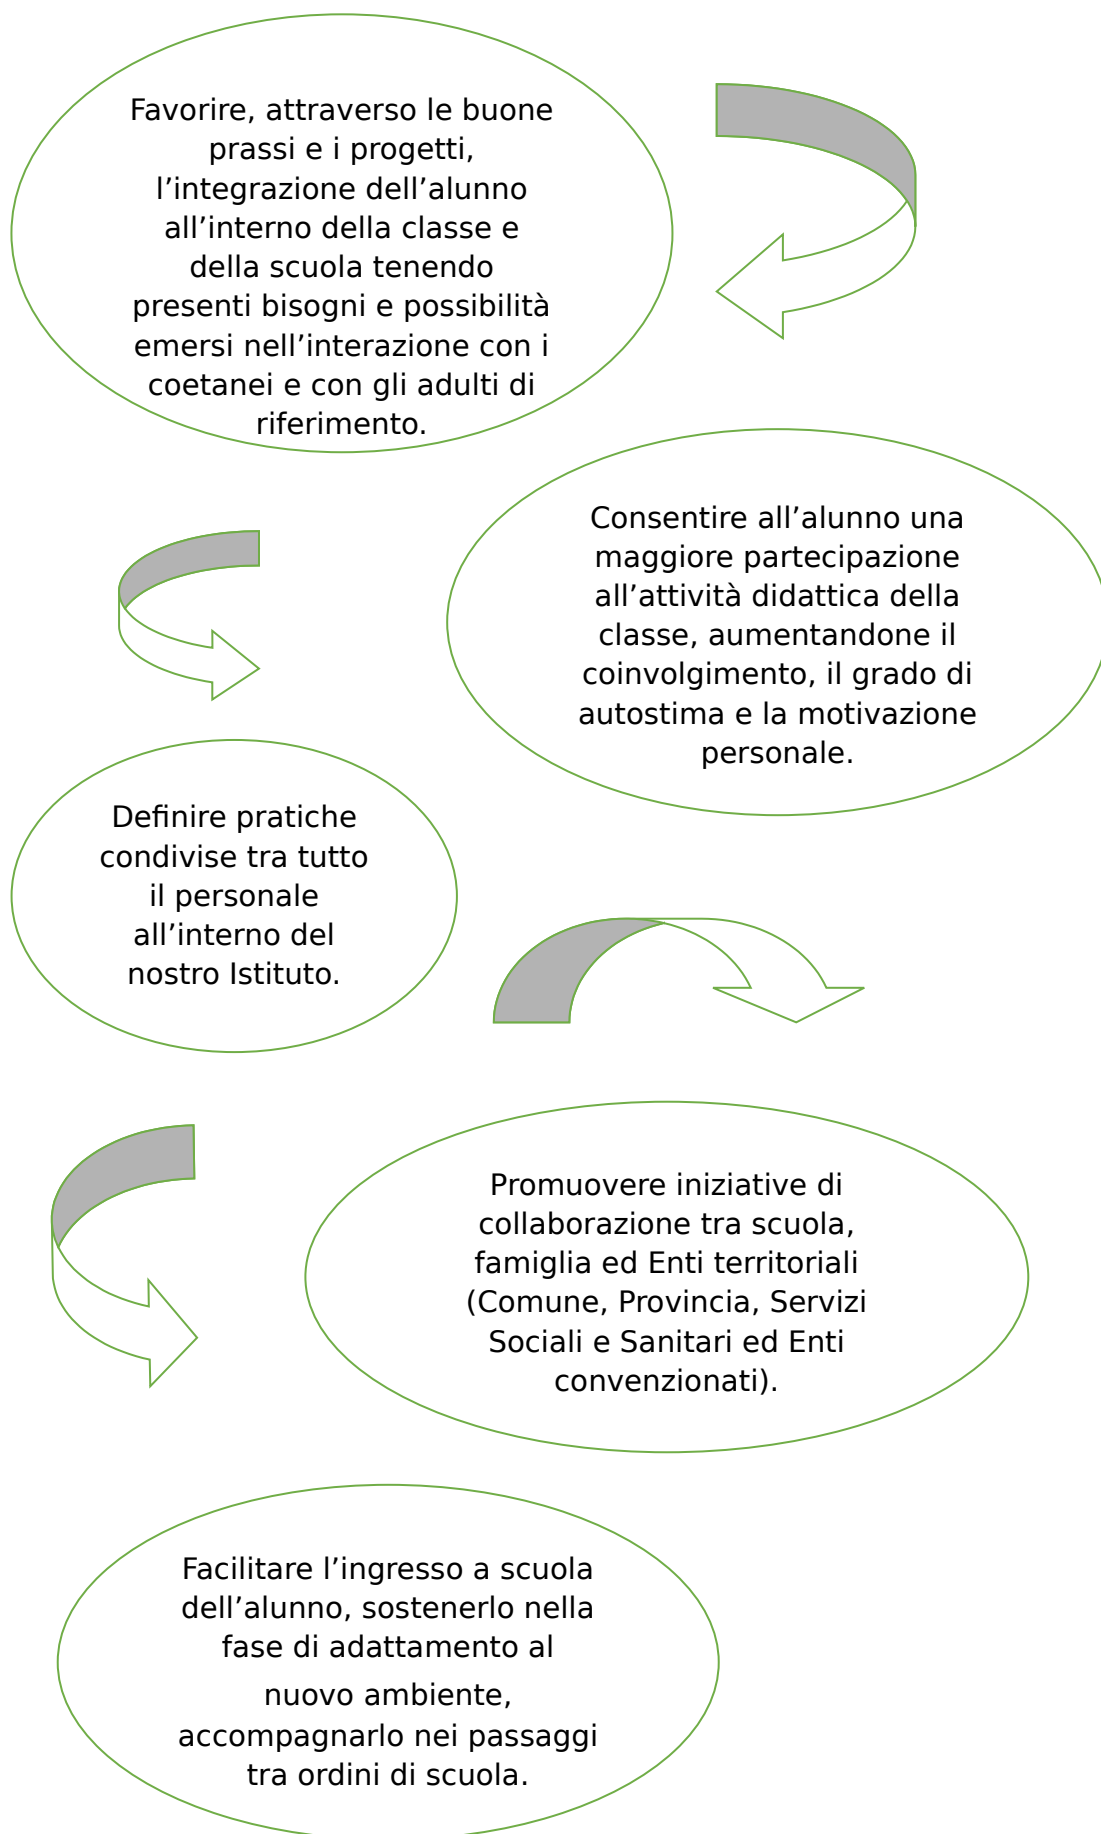 Favorire, attraverso le buone
prassi e i progetti,
l’integrazione dell’alunno
all’interno della classe e
della scuola tenendo
presenti bisogni e possibilità
emersi nell’interazione con i
coetanei e con gli adulti di
riferimento.
Consentire all’alunno una
maggiore partecipazione
all’attività didattica della
classe, aumentandone il
coinvolgimento, il grado di
autostima e la motivazione
personale.
Definire pratiche
condivise tra tutto
il personale
all’interno del
nostro Istituto.
Promuovere iniziative di
collaborazione tra scuola,
famiglia ed Enti territoriali
(Comune, Provincia, Servizi
Sociali e Sanitari ed Enti
convenzionati).
Facilitare l’ingresso a scuola
dell’alunno, sostenerlo nella
fase di adattamento al
nuovo ambiente,
accompagnarlo nei passaggi
tra ordini di scuola.